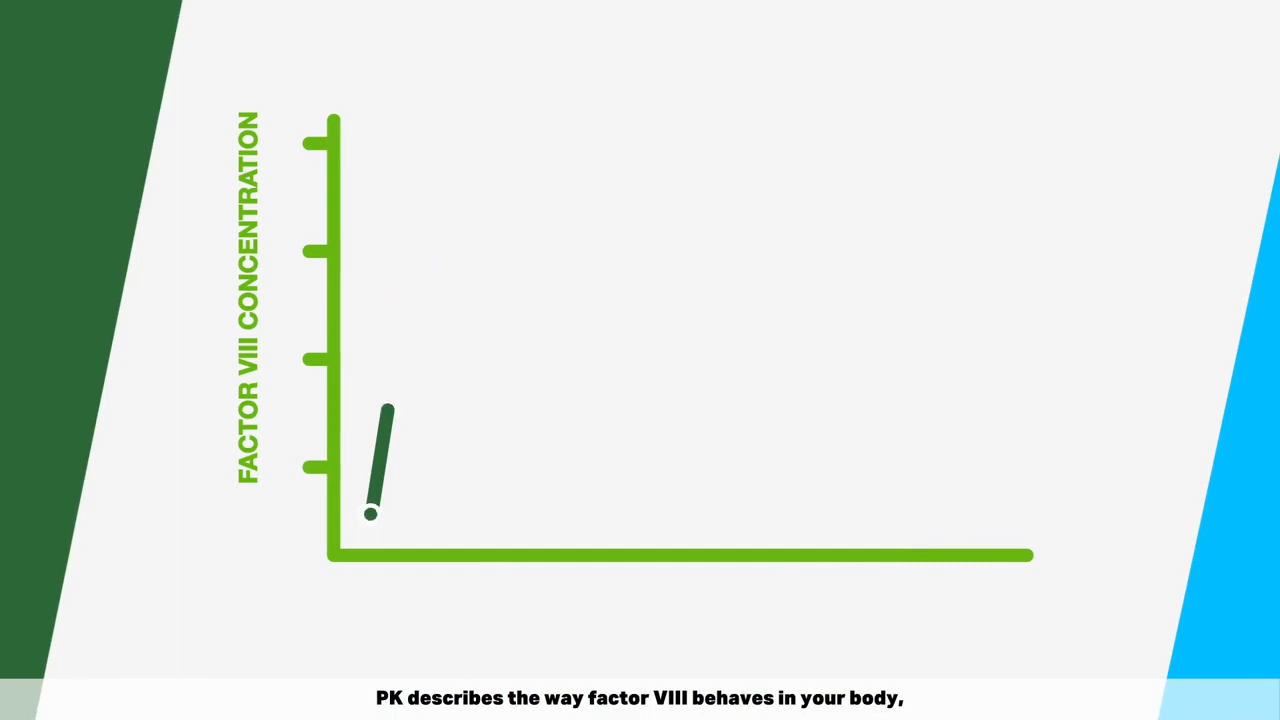 FACTOR VIII CONCENTRATION
PK describes the way factor VIII behaves in your body,